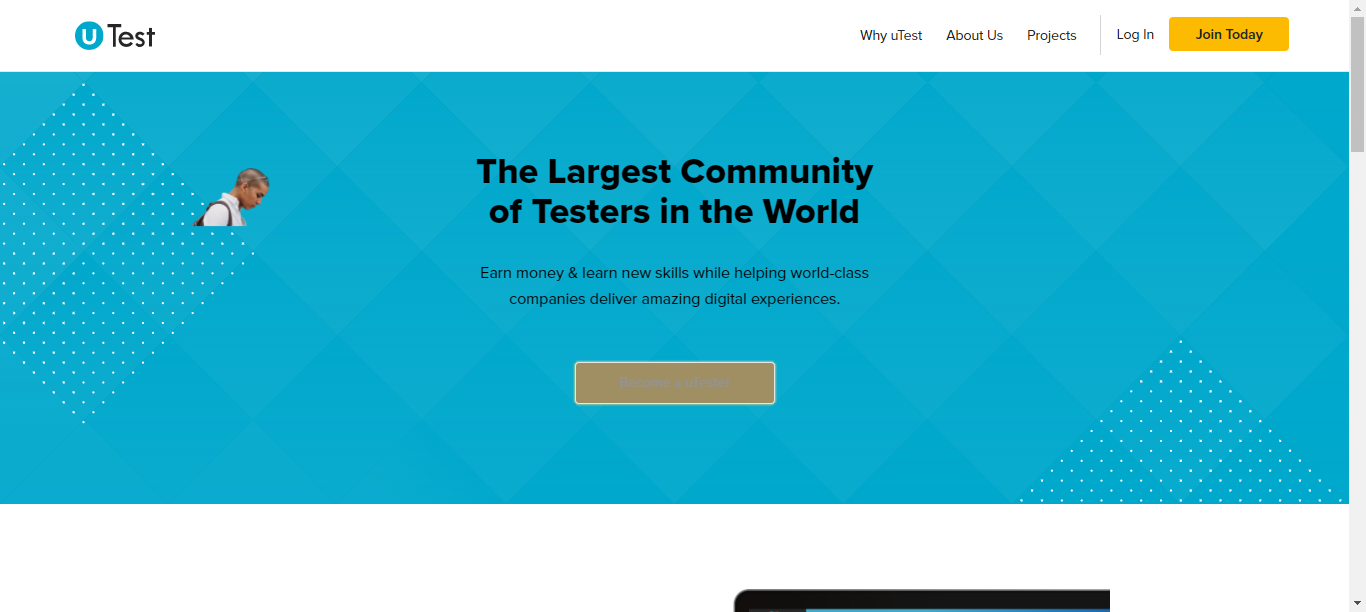 uTest
Why uTest
About Us
Projects
Log In
Join Today
The Largest Community
of Testers in the World
Earn money & learn new skills while helping world-class
companies deliver amazing digital experiences.
Become a uTester